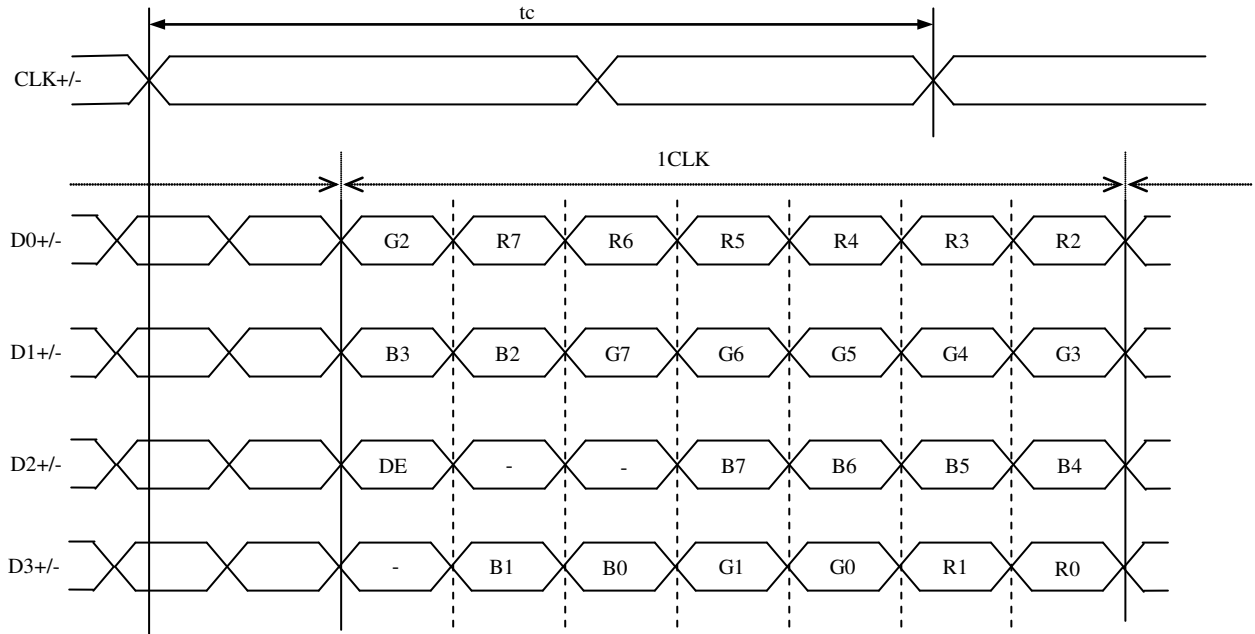 tc
CLK+/-
1CLK
D0+/- G2 R7 R6 R5 R4 R3 R2
D1+/- B3 B2 G7 G6 G5 G4 G3
D2+/- DE - - B7 B6 B5 B4
D3+/- - B1 B0 G1 G0 R1 R0